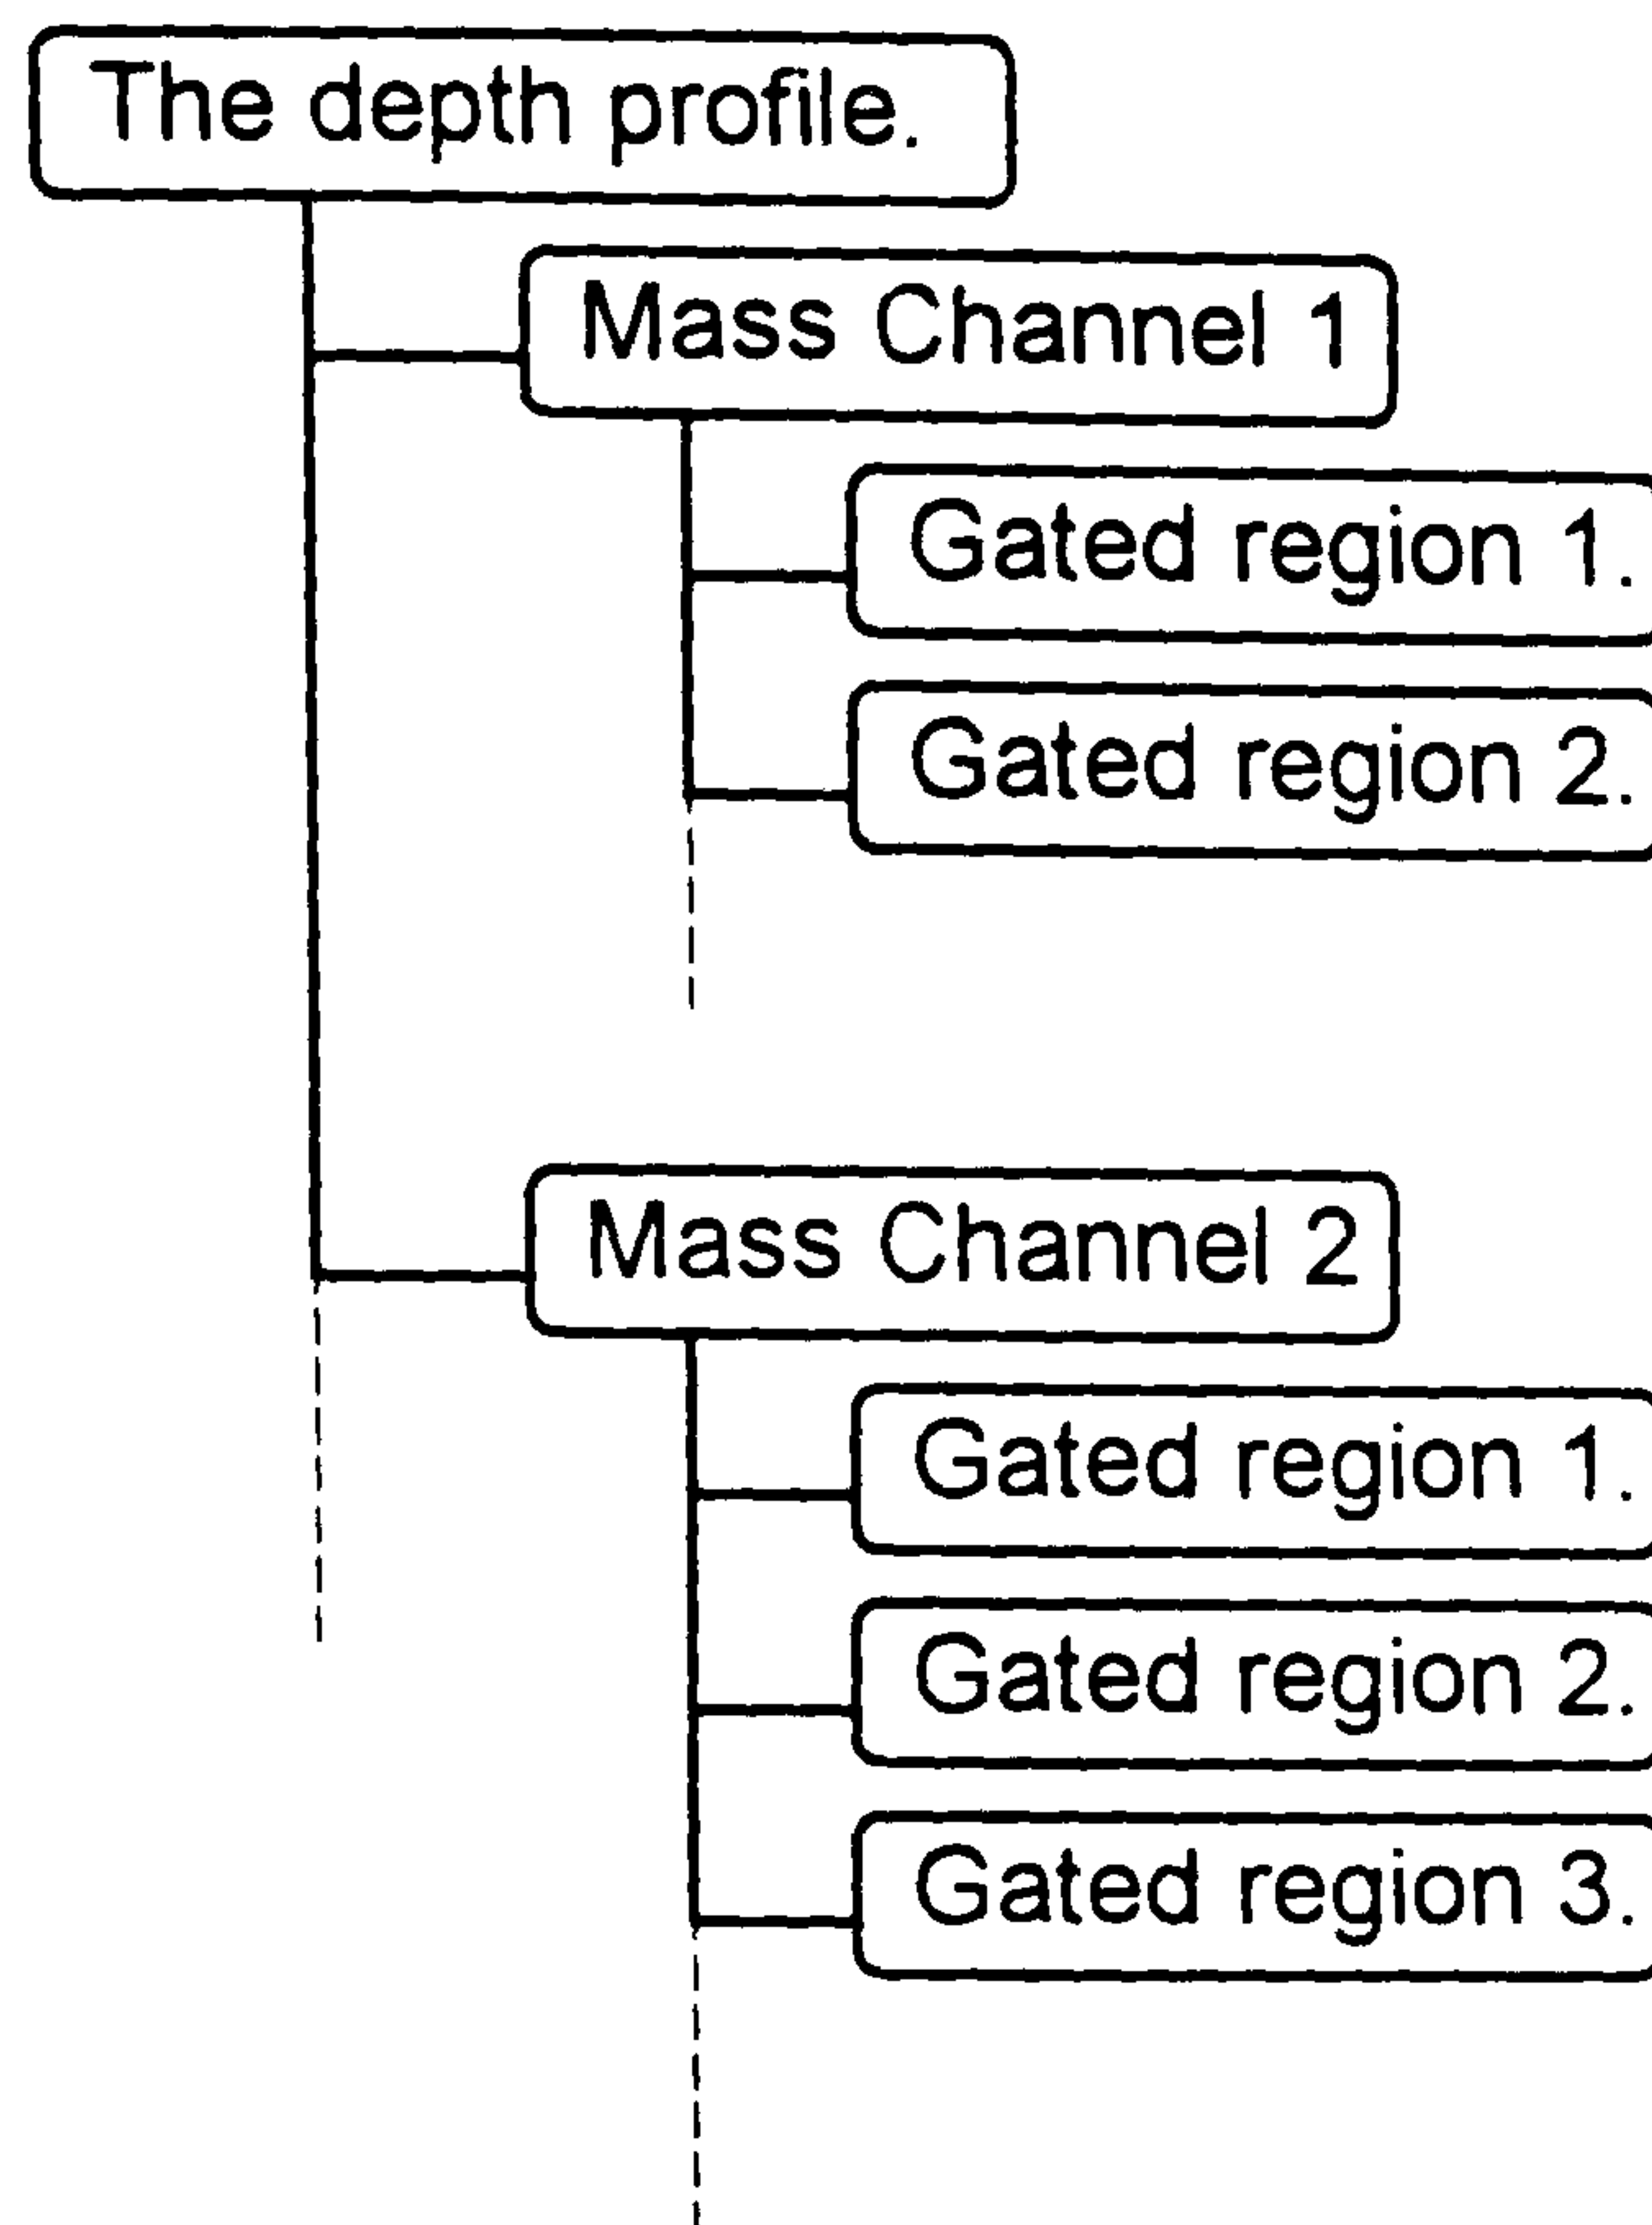 The depth profile.
Mass Channel 1
Gated region 1.
Gated region 2.
Mass Channel 2
Gated region 1.
Gated region 2.
Gated region 3.